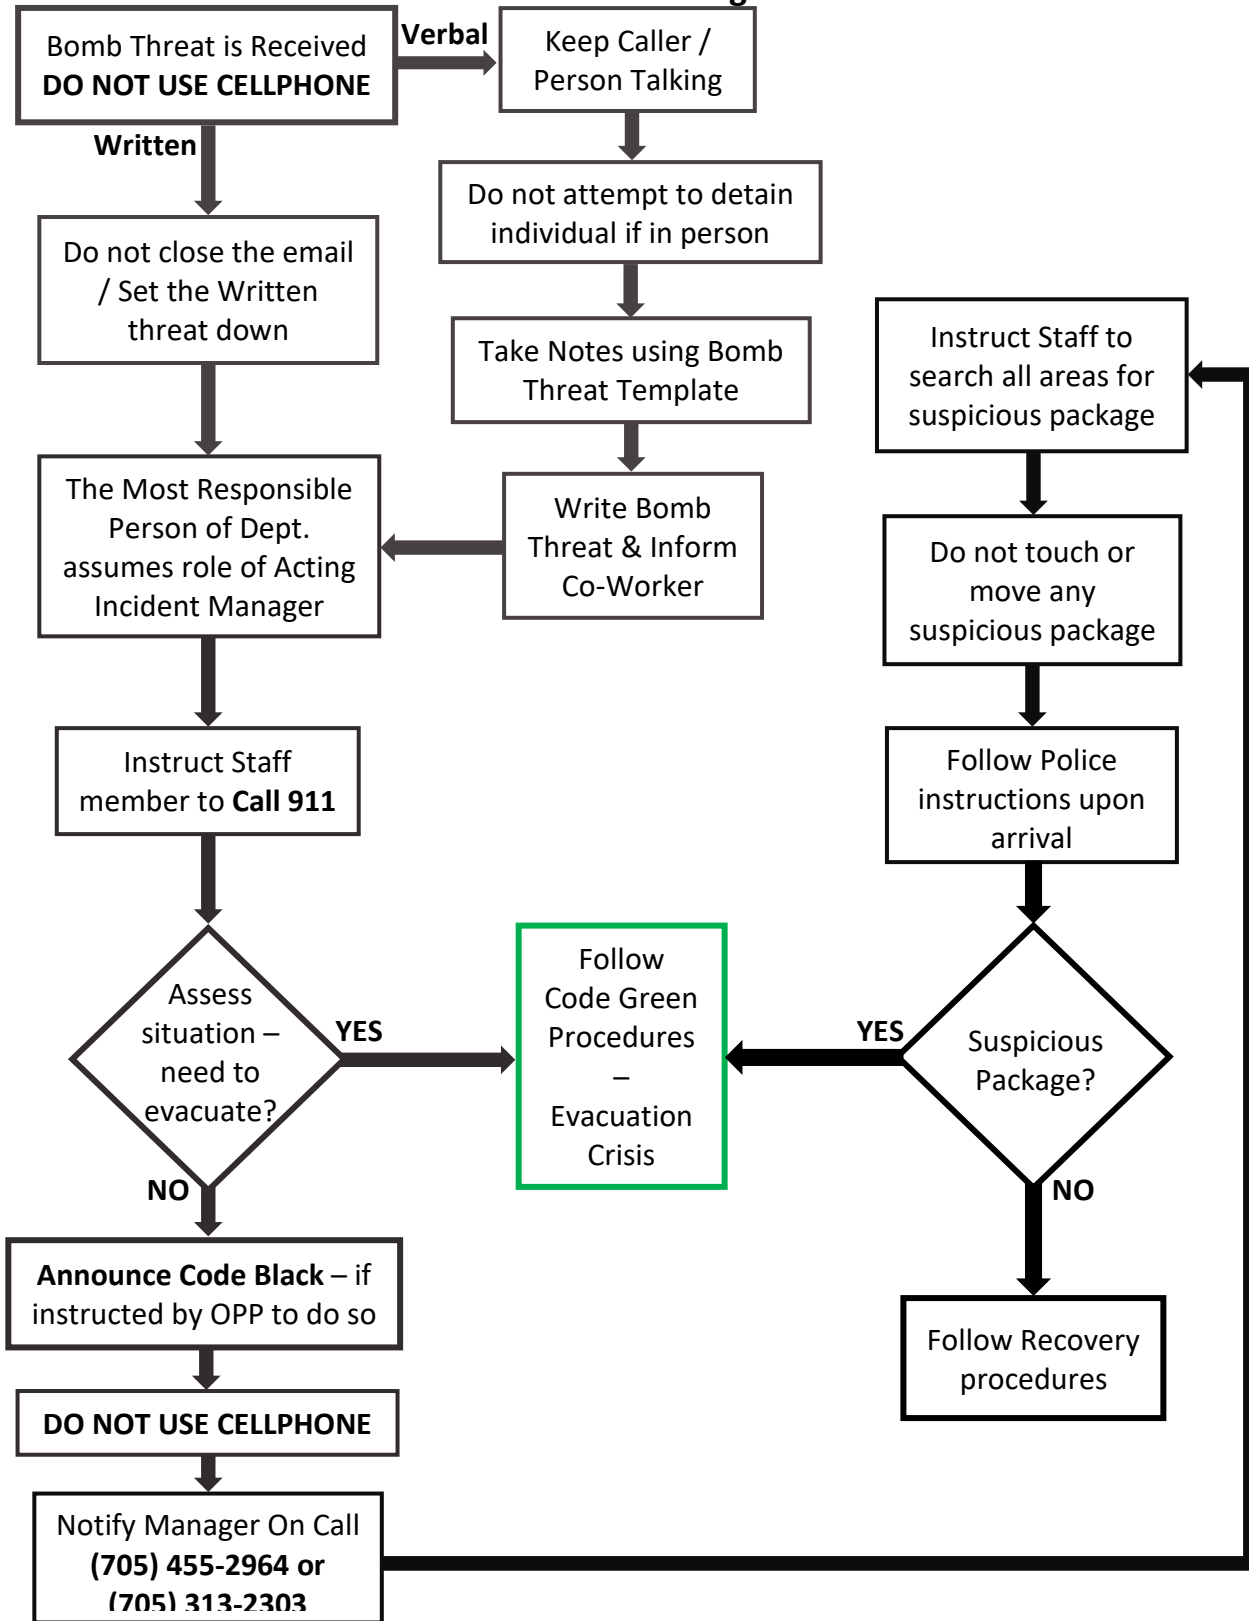 Bomb Threat is Received
DO NOT USE CELLPHONE
Verbal
Keep Caller /
Person Talking
Written
Do not attempt to detain
individual if in person
Do not close the email
/ Set the Written
threat down
Take Notes using Bomb
Threat Template
Write Bomb
Threat & Inform
Co-Worker
The Most Responsible
Person of Dept.
assumes role of Acting
Incident Manager
Instruct Staff
member to Call 911
Assess
situation –
need to
evacuate?
YES
NO
Follow
Code Green
Procedures
–
Evacuation
Crisis
Announce Code Black – if
instructed by OPP to do so
DO NOT USE CELLPHONE
Notify Manager On Call
(705) 455-2964 or
(705) 313-2303
Instruct Staff to
search all areas for
suspicious package
Do not touch or
move any
suspicious package
Follow Police
instructions upon
arrival
Suspicious
Package?
YES
NO
Follow Recovery
procedures